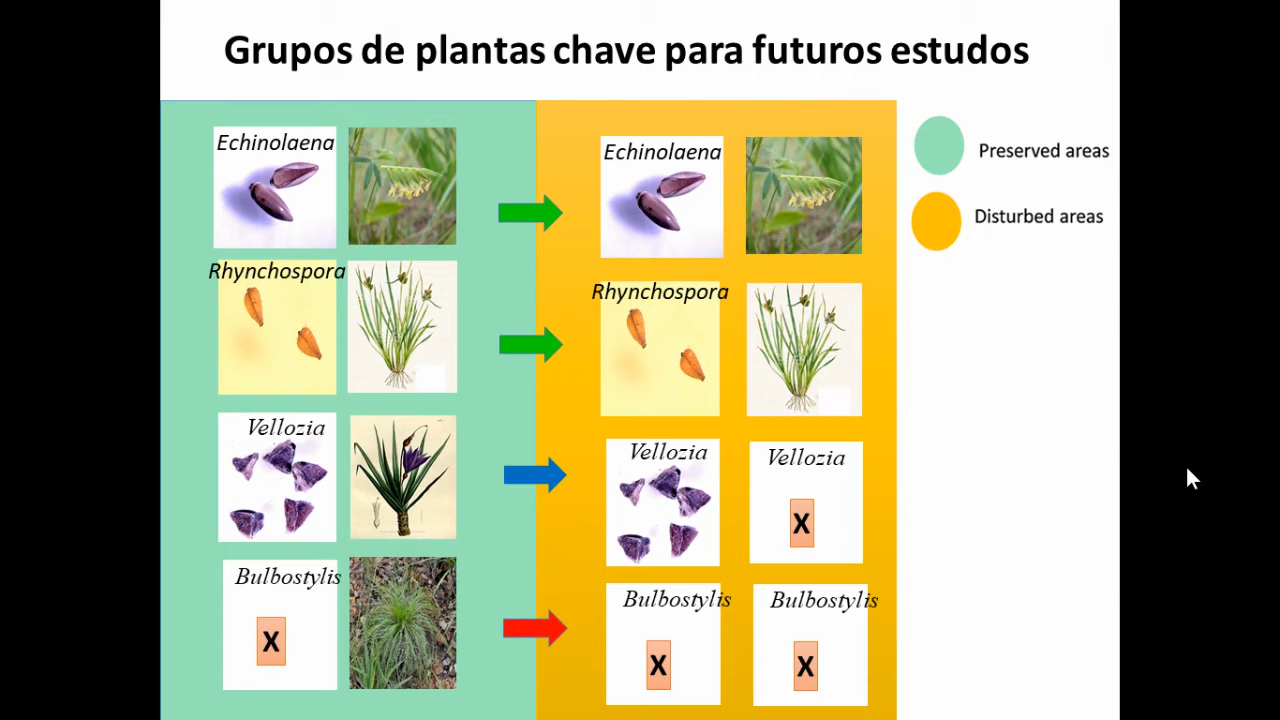 Grupos de plantas chave para futuros estudos
Echinolaena
Rhynchospora
Vellozia
Bulbostylis
X
Echinolaena
Rhynchospora
Vellozia
Vellozia
X
Bulbostylis
Bulbostylis
X
X
Preserved areas
Disturbed areas